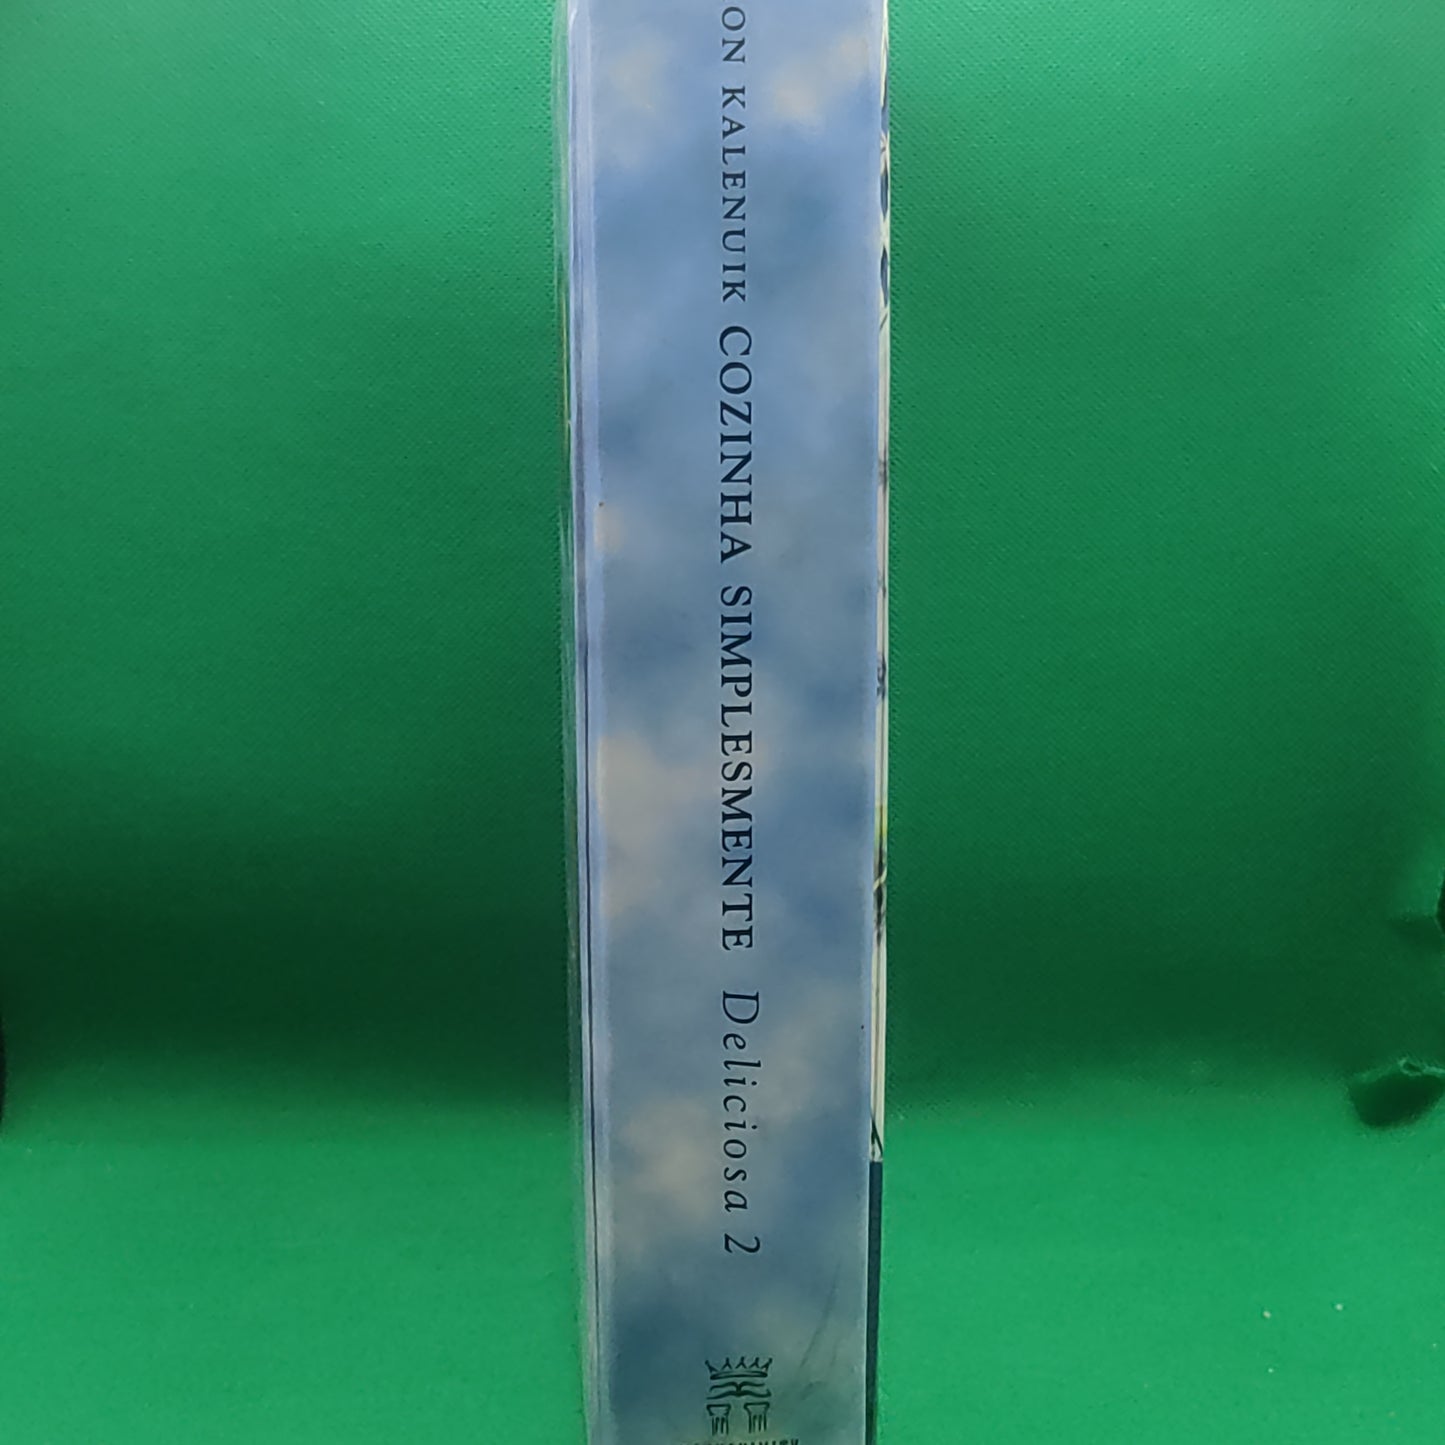 ON KALENUIK COZINHA SIMPLESMENTE Deliciosa 2